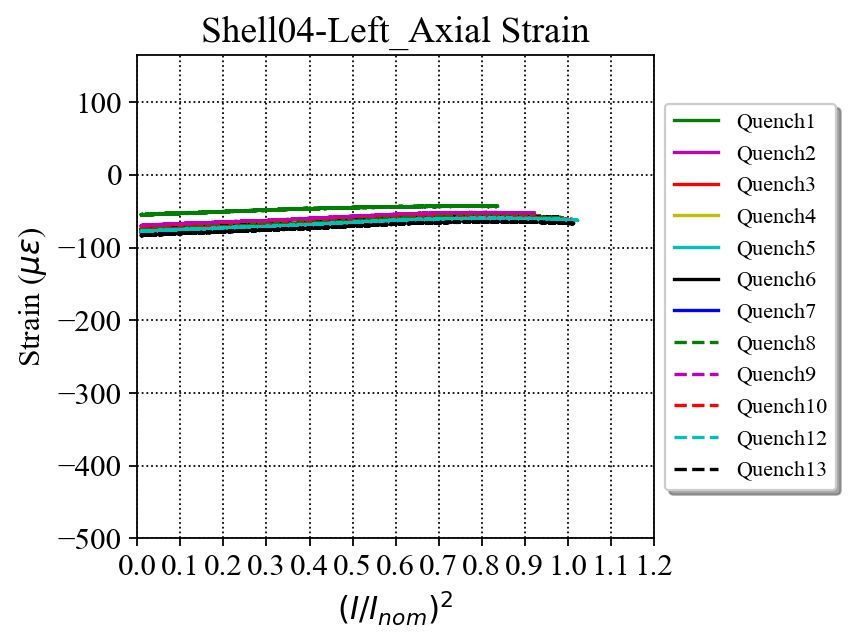 Shell04-Left_Axial Strain
100
0
−100
−200
−300
−400
−500
Strain (με)
0.0 0.1 0.2 0.3 0.4 0.5 0.6 0.7 0.8 0.9 1.0 1.1 1.2
(I/I_nom)²
Quench1
Quench2
Quench3
Quench4
Quench5
Quench6
Quench7
Quench8
Quench9
Quench10
Quench12
Quench13